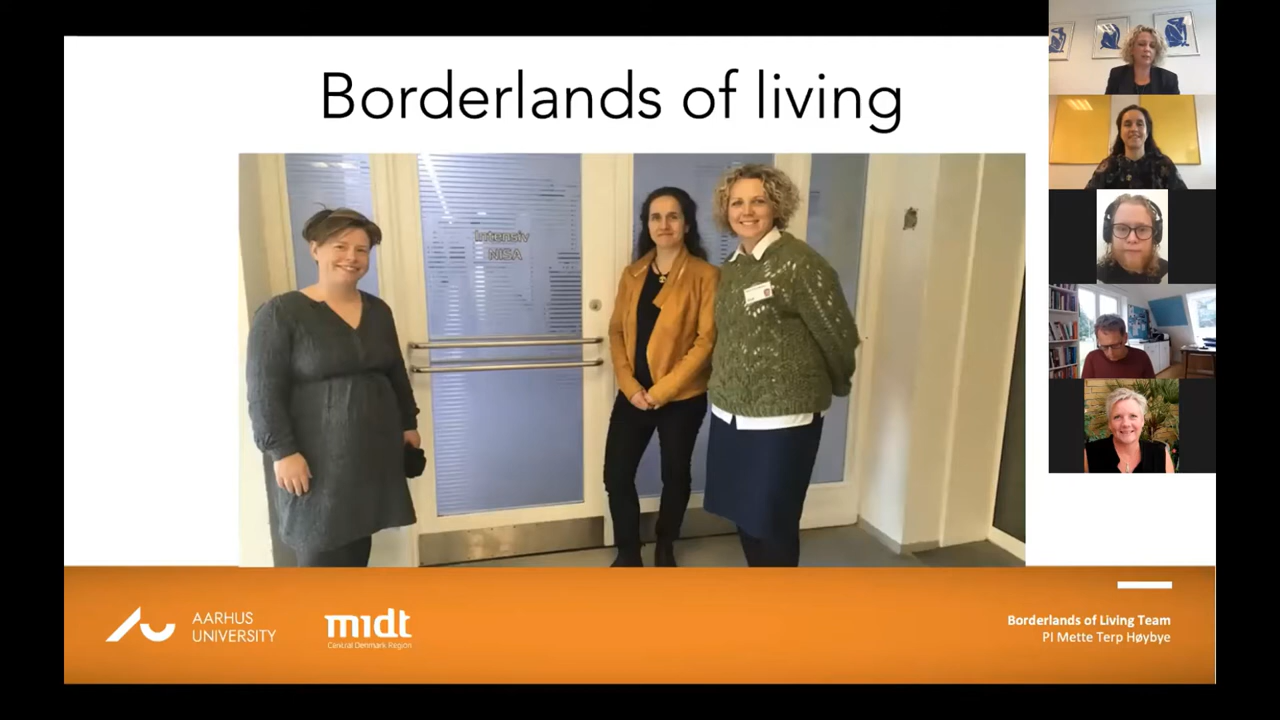 Borderlands of living
Intensiv
NISA
AARHUS
UNIVERSITY
midt
Central Denmark Region
Borderlands of Living Team
PI Mette Terp Høybye